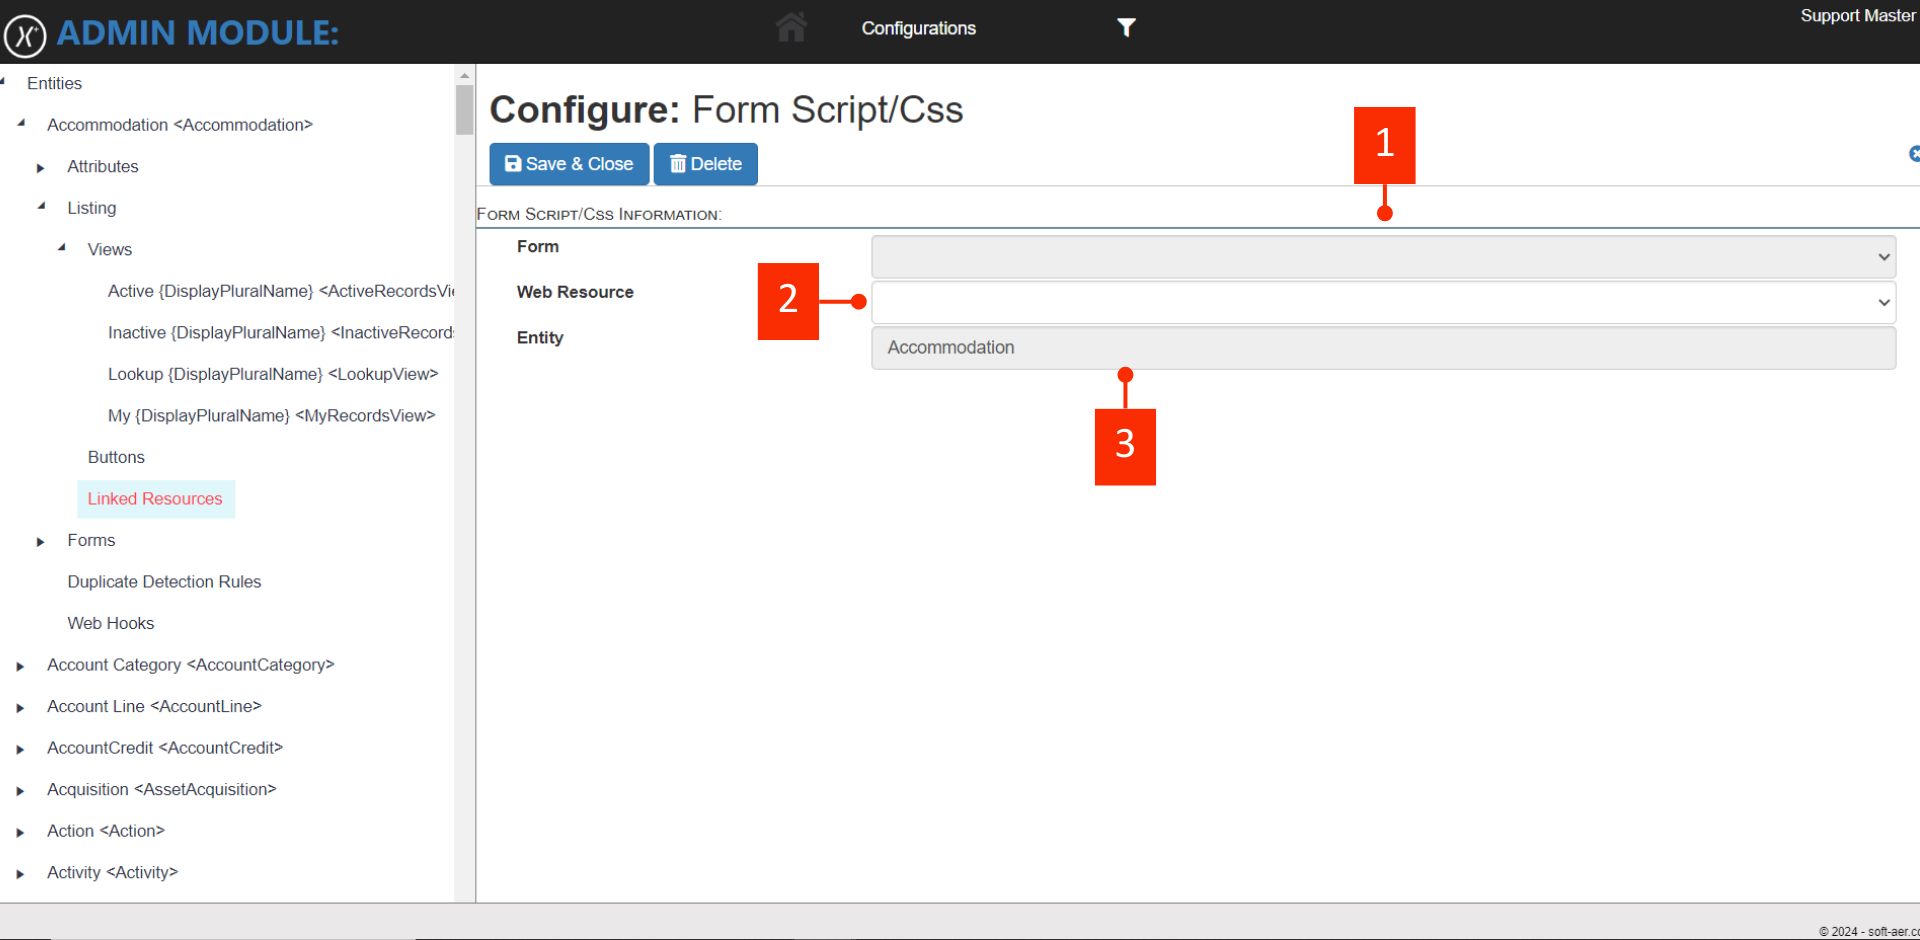 ADMIN MODULE:
Configurations
Support Master
Entities
Accommodation <Accommodation>
Attributes
Listing
Views
Active {DisplayPluralName} <ActiveRecordsVi
Inactive {DisplayPluralName} <InactiveRecord
Lookup {DisplayPluralName} <LookupView>
My {DisplayPluralName} <MyRecordsView>
Buttons
Linked Resources
Forms
Duplicate Detection Rules
Web Hooks
Account Category <AccountCategory>
Account Line <AccountLine>
AccountCredit <AccountCredit>
Acquisition <AssetAcquisition>
Action <Action>
Activity <Activity>
Configure: Form Script/Css
Save & Close
Delete
1
Form Script/Css Information:
Form
Web Resource
2
Entity
Accommodation
3
© 2024 - soft-aer.co